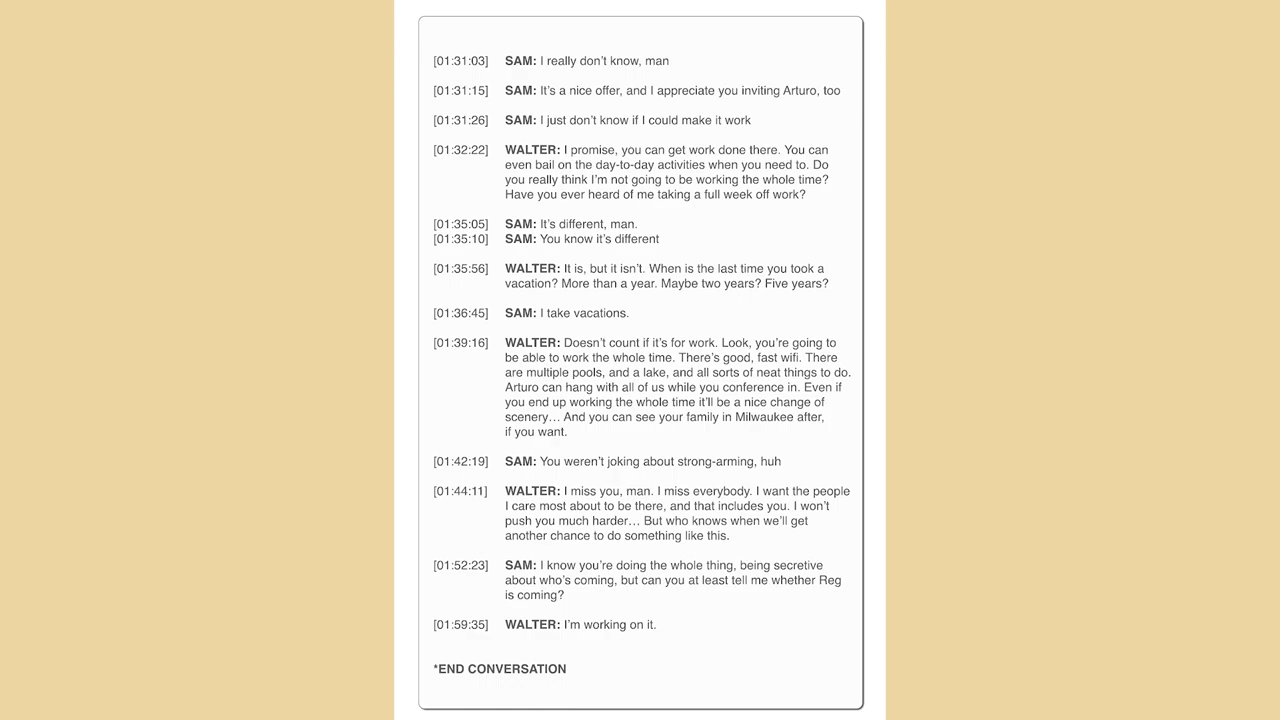 [01:31:03] SAM: I really don’t know, man
[01:31:15] SAM: It’s a nice offer, and I appreciate you inviting Arturo, too
[01:31:26] SAM: I just don’t know if I could make it work
[01:32:22] WALTER: I promise, you can get work done there. You can
even bail on the day-to-day activities when you need to. Do
you really think I’m not going to be working the whole time?
Have you ever heard of me taking a full week off work?
[01:35:05] SAM: It’s different, man.
[01:35:10] SAM: You know it’s different
[01:35:56] WALTER: It is, but it isn’t. When is the last time you took a
vacation? More than a year. Maybe two years? Five years?
[01:36:45] SAM: I take vacations.
[01:39:16] WALTER: Doesn’t count if it’s for work. Look, you’re going to
be able to work the whole time. There’s good, fast wifi. There
are multiple pools, and a lake, and all sorts of neat things to do.
Arturo can hang with all of us while you conference in. Even if
you end up working the whole time it’ll be a nice change of
scenery… And you can see your family in Milwaukee after,
if you want.
[01:42:19] SAM: You weren’t joking about strong-arming, huh
[01:44:11] WALTER: I miss you, man. I miss everybody. I want the people
I care most about to be there, and that includes you. I won’t
push you much harder… But who knows when we’ll get
another chance to do something like this.
[01:52:23] SAM: I know you’re doing the whole thing, being secretive
about who’s coming, but can you at least tell me whether Reg
is coming?
[01:59:35] WALTER: I’m working on it.
*END CONVERSATION